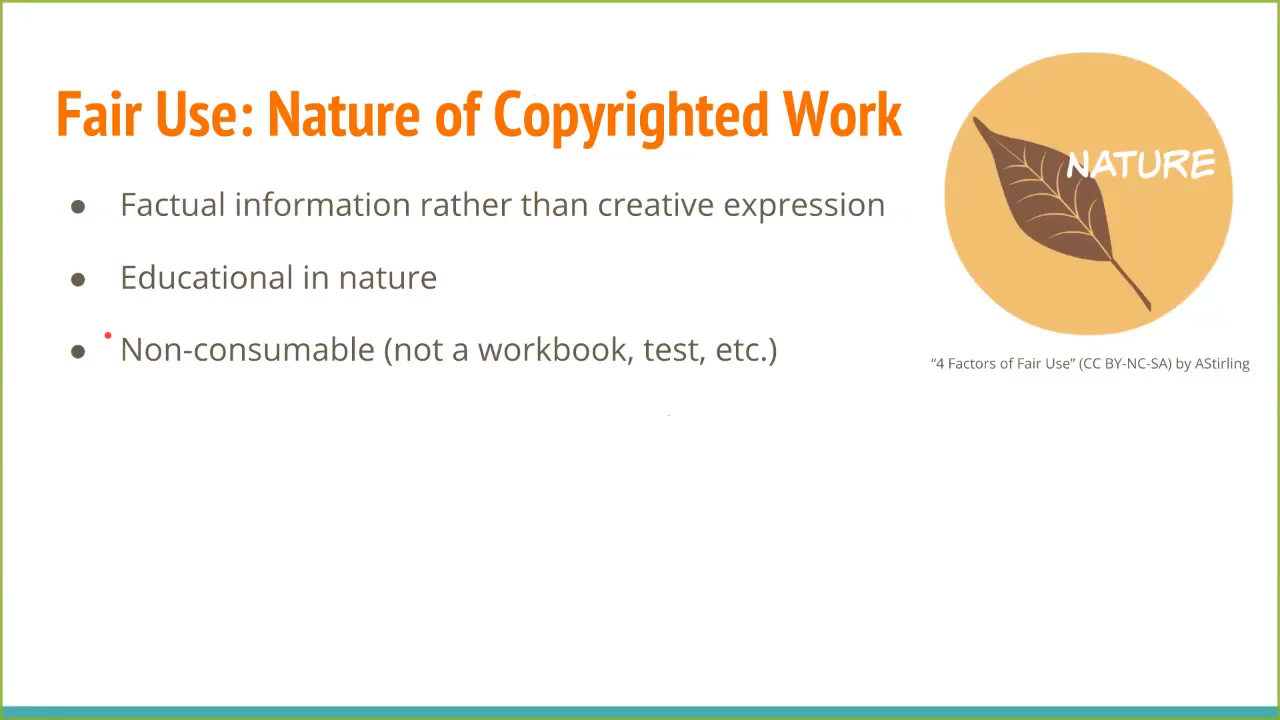 Fair Use: Nature of Copyrighted Work
● Factual information rather than creative expression
● Educational in nature
● Non-consumable (not a workbook, test, etc.)
NATURE
“4 Factors of Fair Use” (CC BY-NC-SA) by AStirling